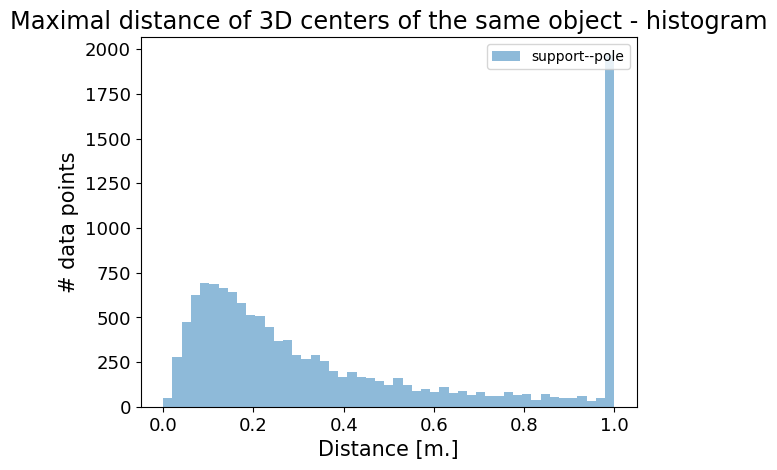 Maximal distance of 3D centers of the same object - histogram
support--pole
# data points
2000
1750
1500
1250
1000
750
500
250
0
0.0 0.2 0.4 0.6 0.8 1.0
Distance [m.]